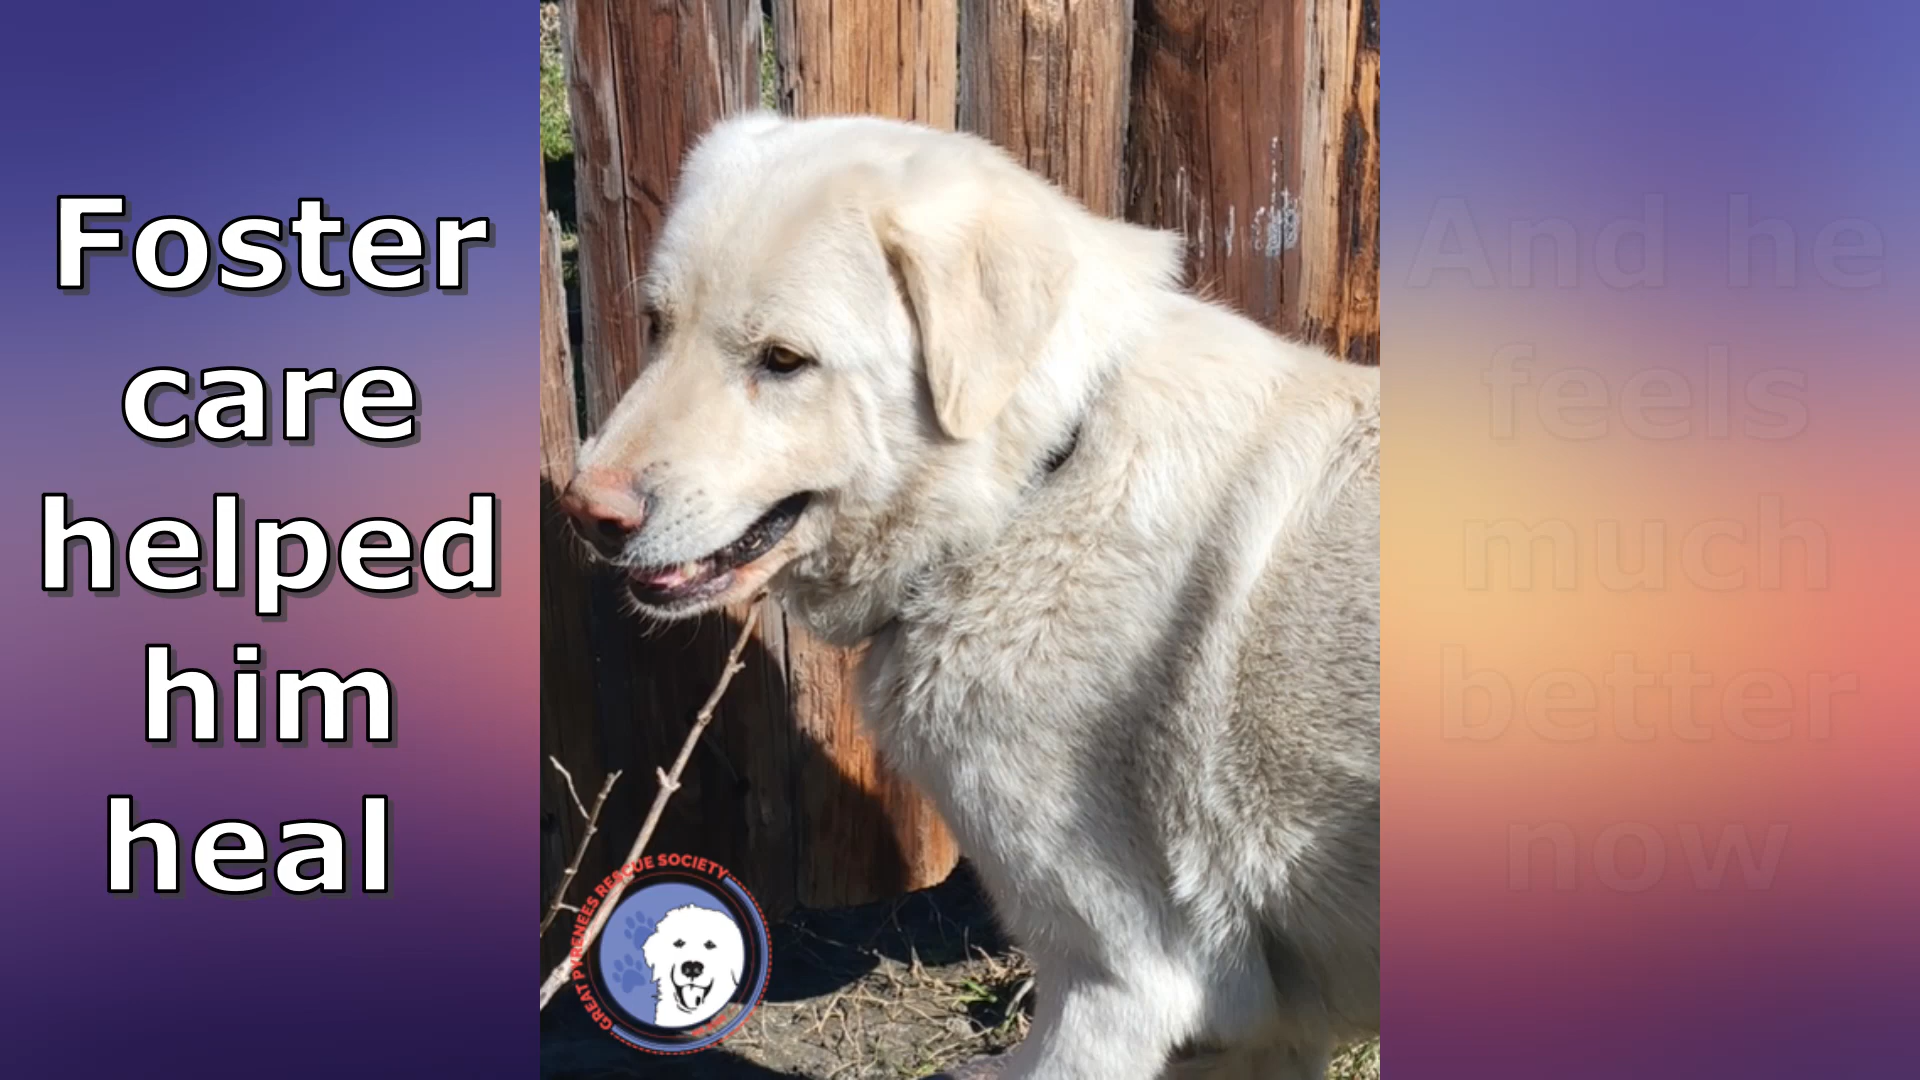 Foster
care
helped
him
heal
And he
feels
much
better
now
GREAT PYRENEES RESCUE SOCIETY